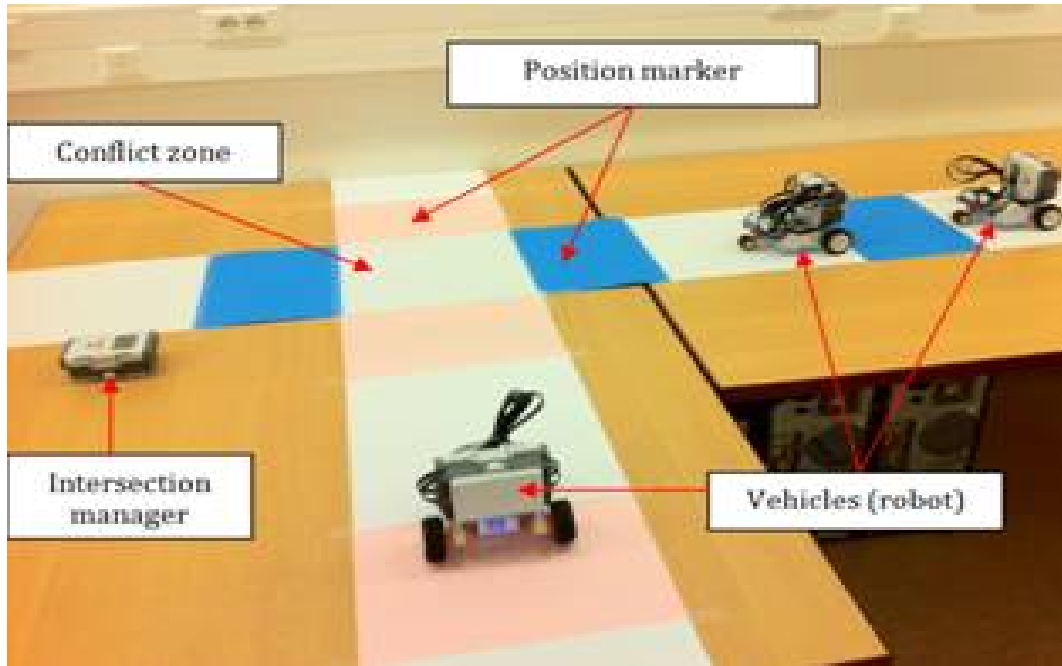 Position marker
Conflict zone
Intersection
manager
Vehicles (robot)